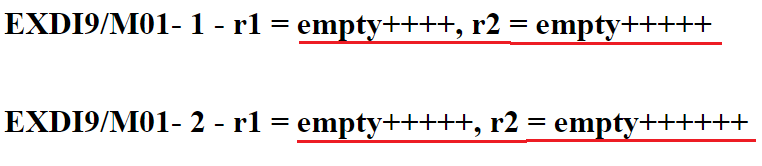 EXDI9/M01- 1 - r1 = empty++++, r2 = empty+++++
EXDI9/M01- 2 - r1 = empty+++++, r2 = empty++++++